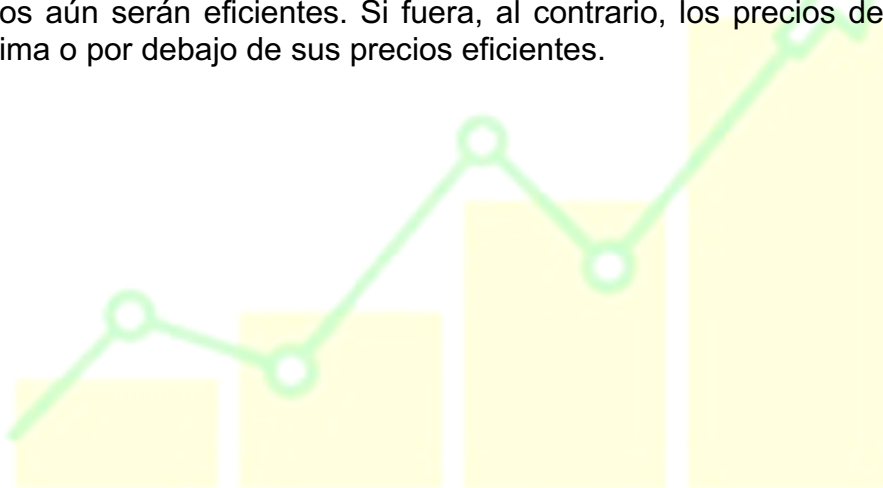 os aún serán eficientes. Si fuera, al contrario, los precios de
ima o por debajo de sus precios eficientes.